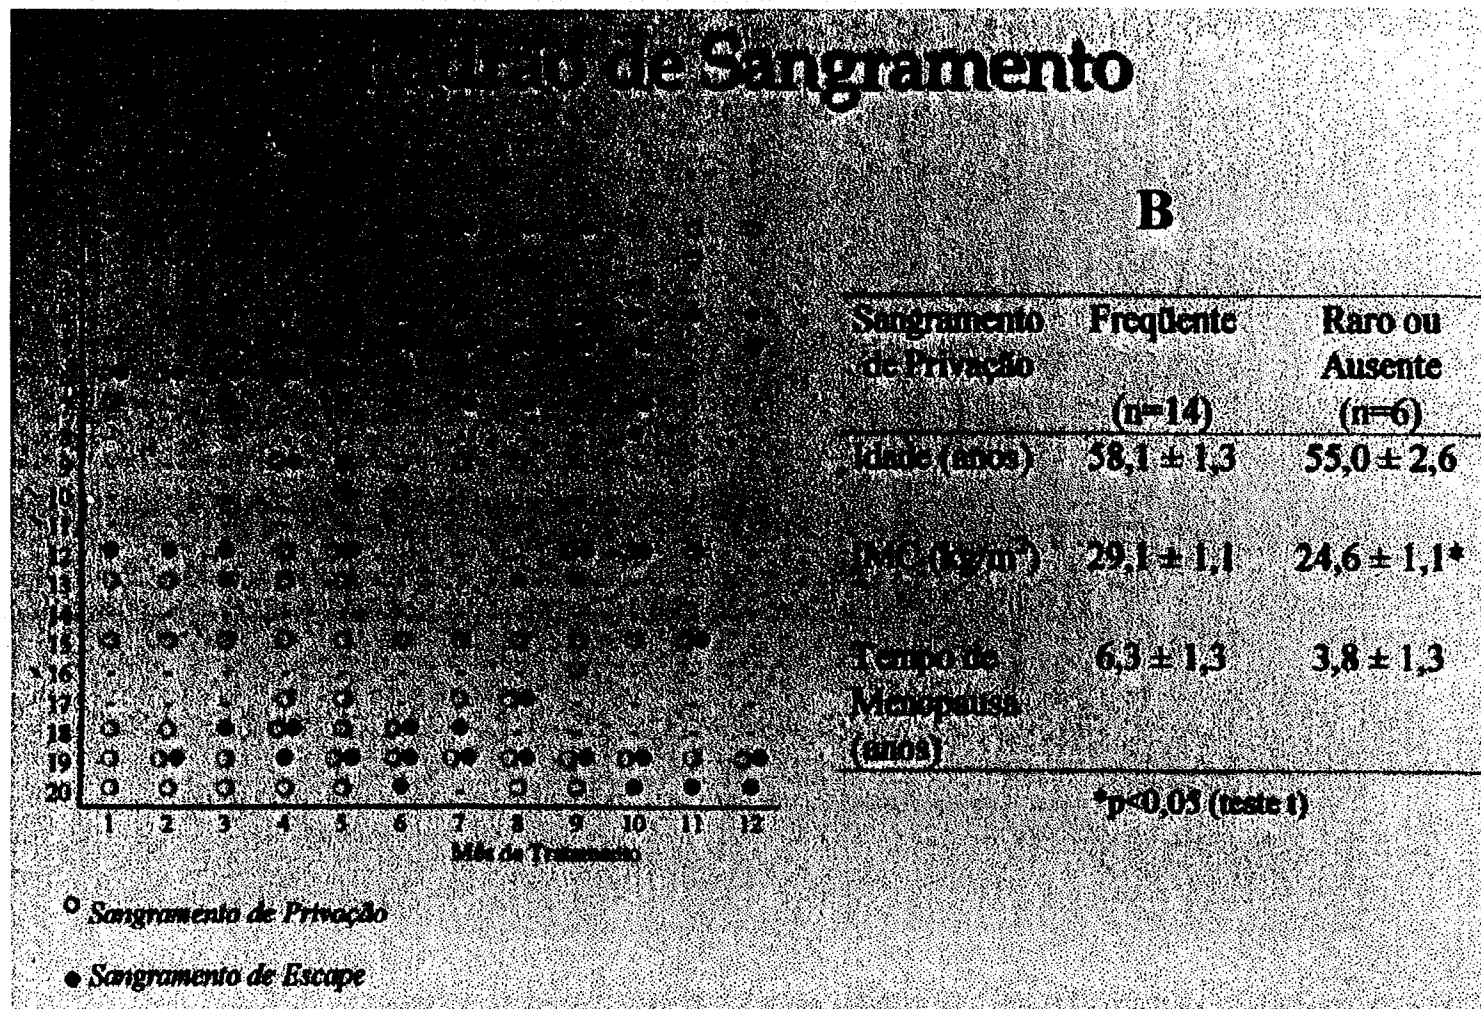 Padrão de Sangramento
B
Sangramento Freqüente Raro ou
de Privação Ausente
(n=14) (n=6)
Idade (anos) 58,1 ± 1,3 55,0 ± 2,6
IMC (kg/m²) 29,1 ± 1,1 24,6 ± 1,1*
Tempo de 6,3 ± 1,3 3,8 ± 1,3
Menopausa
(anos)
*p<0,05 (teste t)
9
10
11
12
13
14
15
16
17
18
19
20
1 2 3 4 5 6 7 8 9 10 11 12
Mês de Tratamento
Sangramento de Privação
Sangramento de Escape